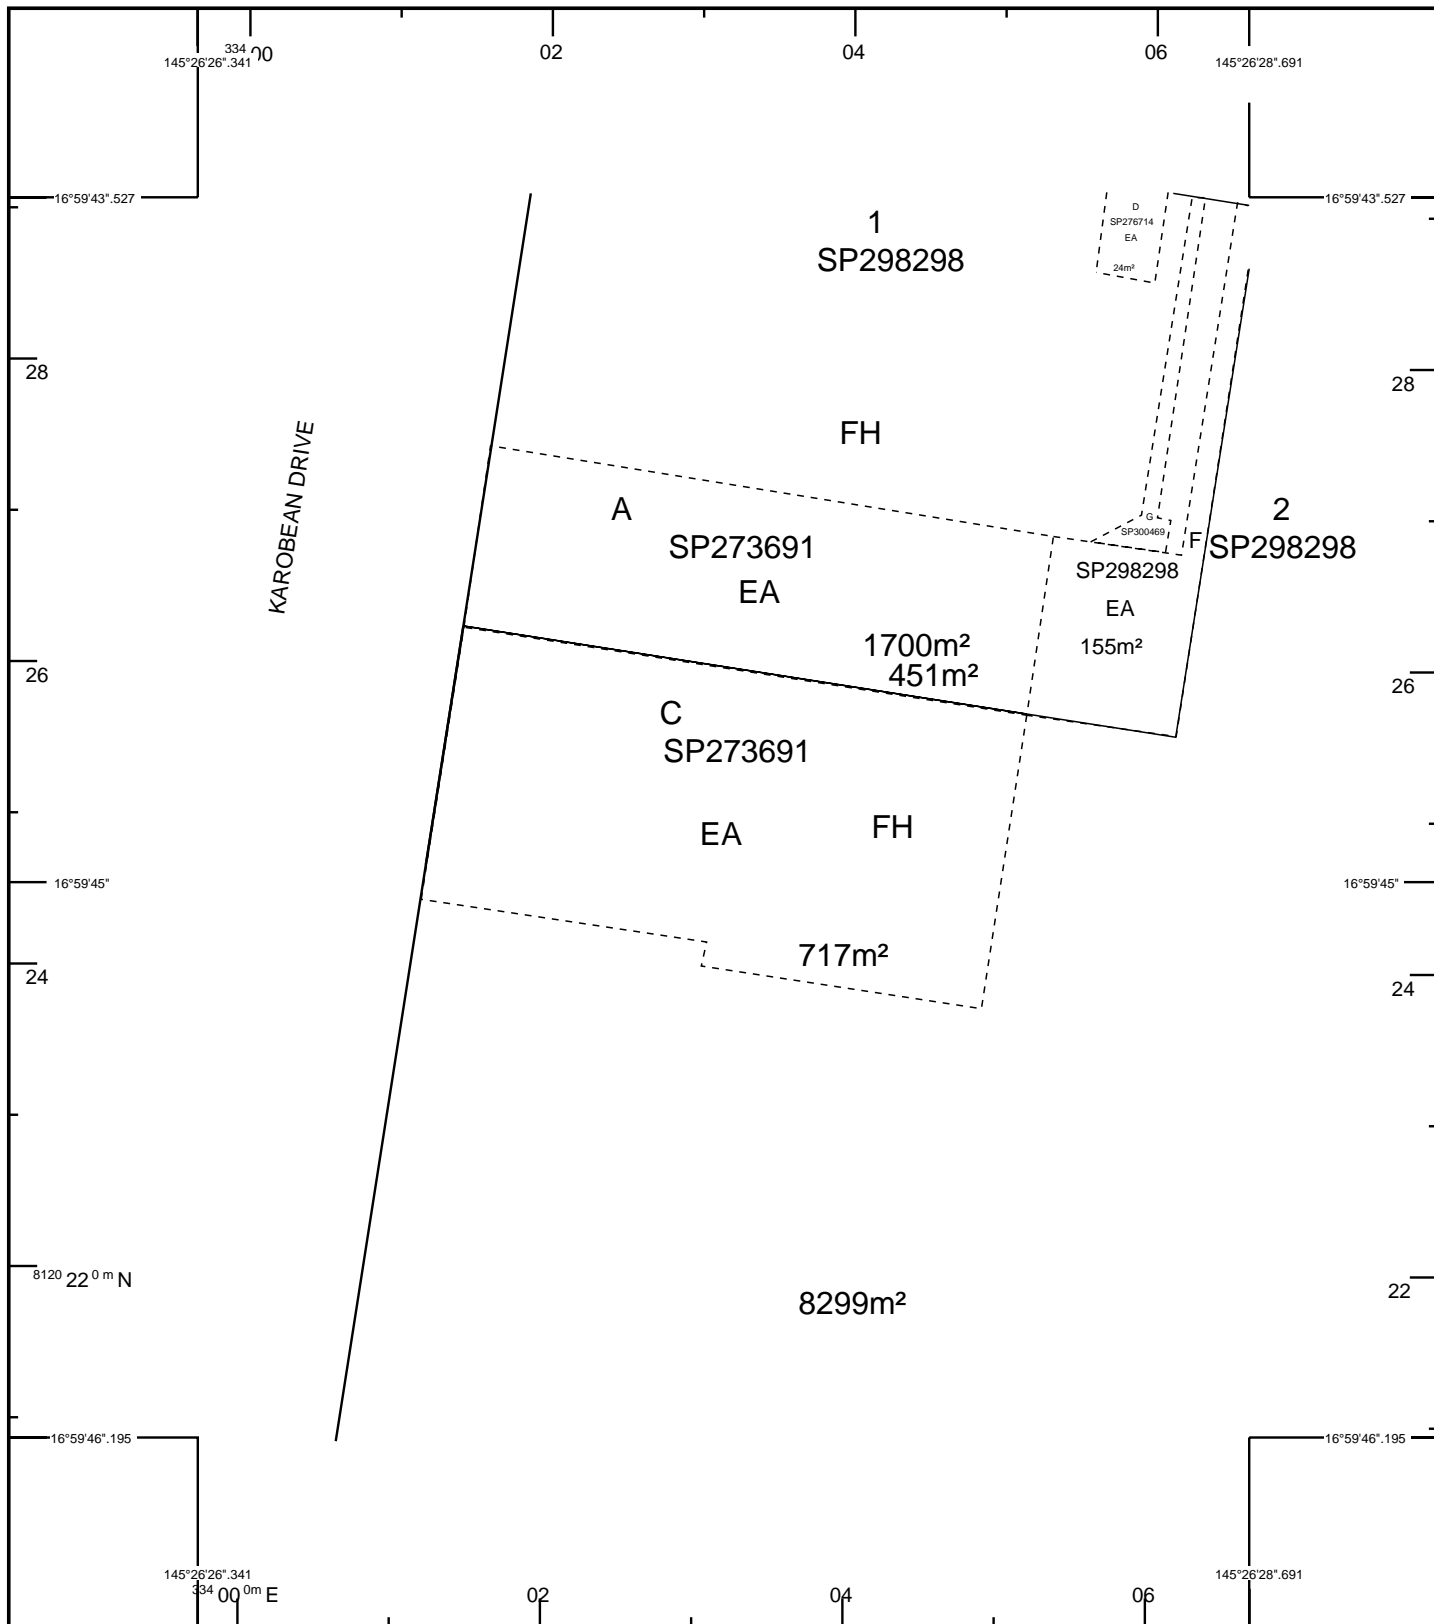 334
00
02
04
06
145°26'26".341
145°26'28".691
16°59'43".527
16°59'43".527
D
SP276714
EA
24m²
1
SP298298
28
28
KAROBEAN DRIVE
FH
A
SP273691
EA
1700m²
451m²
G
SP300469
F
SP298298
EA
155m²
2
SP298298
26
26
C
SP273691
EA
FH
717m²
16°59'45"
16°59'45"
24
24
8120 22 0 m N
22
8299m²
16°59'46".195
16°59'46".195
145°26'26".341
145°26'28".691
334 00 0m E
02
04
06